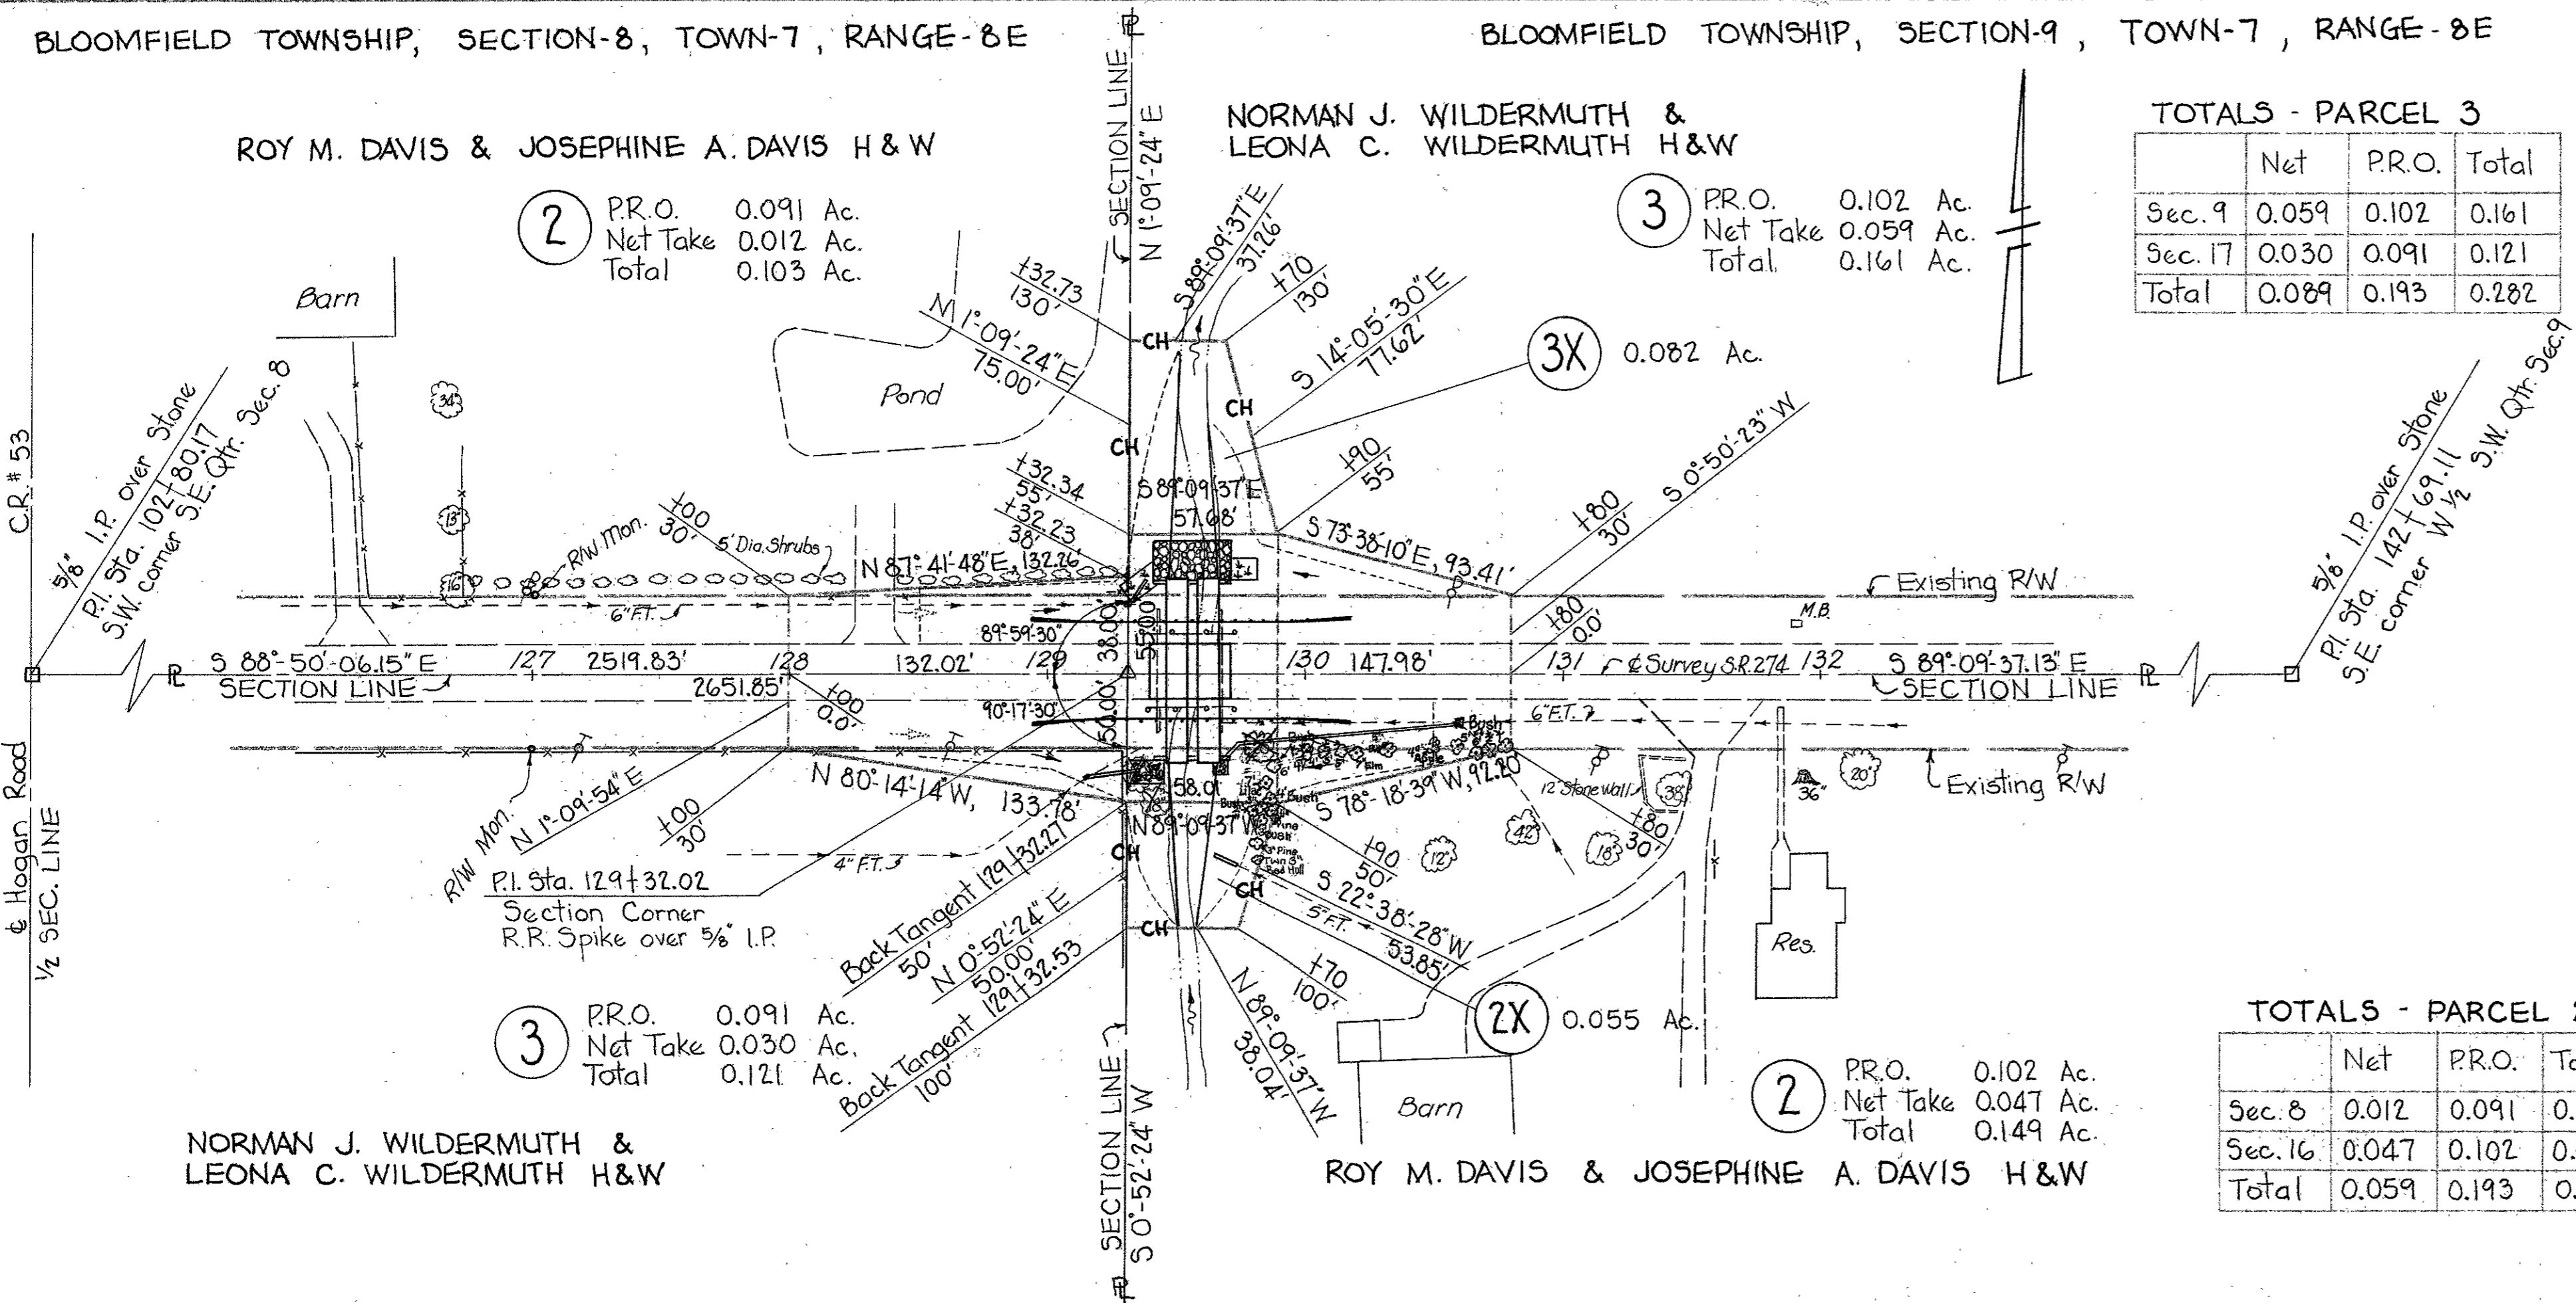 BLOOMFIELD TOWNSHIP, SECTION-8, TOWN-7, RANGE-8E
BLOOMFIELD TOWNSHIP, SECTION-9, TOWN-7, RANGE-8E
ROY M. DAVIS & JOSEPHINE A. DAVIS H & W
2
P.R.O. 0.091 Ac.
Net Take 0.012 Ac.
Total 0.103 Ac.
SECTION LINE
N 1°-09'-24" E
NORMAN J. WILDERMUTH &
LEONA C. WILDERMUTH H&W
3
P.R.O. 0.102 Ac.
Net Take 0.059 Ac.
Total 0.161 Ac.
TOTALS - PARCEL 3
Net P.R.O. Total
Sec. 9 0.059 0.102 0.161
Sec. 17 0.030 0.091 0.121
Total 0.089 0.193 0.282
Barn
Pond
34"
13"
16"
C.R. # 53
5/8" I.P. over Stone
P.I. Sta. 102+80.17
S.W. corner S.E. Qtr. Sec. 8
+32.73
130'
N 1°-09'-24" E
75.00'
S 89°-09'-37" E
37.26'
+70
130'
S 14°-05'-30" E
77.62'
3X 0.082 Ac.
CH
CH
CH
+32.34
55'
+32.23
38'
S 89°-09'-37" E
57.68'
+90
55'
S 73°-38'-10" E, 93.41'
+80
30'
S 0°-50'-23" W
+80
0.0'
5/8" I.P. over Stone
P.I. Sta. 142+69.11
S.E. corner W 1/2 S.W. Qtr. Sec. 9
R/W Mon.
+00
30'
5' Dia. Shrubs
N 87°-41'-48" E, 132.26'
6" F.T.
Existing R/W
M.B.
89°-59'-30"
38.00'
55.00'
S 88°-50'-06.15" E 127 2519.83' 128 132.02' 129 130 147.98' 131 ℄ Survey S.R. 274 132 S 89°-09'-37.13" E
SECTION LINE
2651.85'
SECTION LINE
+00
0.0'
90°-17'-30"
50.00'
6" F.T.
Bush
N 80°-14'-14" W, 133.78'
58.01'
N 89°-09'-37" W
S 78°-18'-39" W, 92.20'
12" Stone Wall
38"
36"
20"
Existing R/W
R/W Mon.
N 1°-09'-54" E
+00
30'
4" F.T.
P.I. Sta. 129+32.02
Section Corner
R.R. Spike over 5/8" I.P.
Back Tangent 129+32.27
50'
N 0°-52'-24" E
50.00'
Back Tangent 129+32.53
100'
CH
CH
CH
+90
50'
12"
42"
18"
+80
30'
S 22°-38'-28" W
53.85'
5" F.T.
+70
100'
N 89°-09'-37" W
38.04'
2X 0.055 Ac.
Res.
Barn
℄ Hogan Road
1/2 SEC. LINE
3
P.R.O. 0.091 Ac.
Net Take 0.030 Ac.
Total 0.121 Ac.
NORMAN J. WILDERMUTH &
LEONA C. WILDERMUTH H&W
SECTION LINE
S 0°-52'-24" W
2
P.R.O. 0.102 Ac.
Net Take 0.047 Ac.
Total 0.149 Ac.
ROY M. DAVIS & JOSEPHINE A. DAVIS H&W
TOTALS - PARCEL 2
Net P.R.O.
Sec. 8 0.012 0.091
Sec. 16 0.047 0.102
Total 0.059 0.193